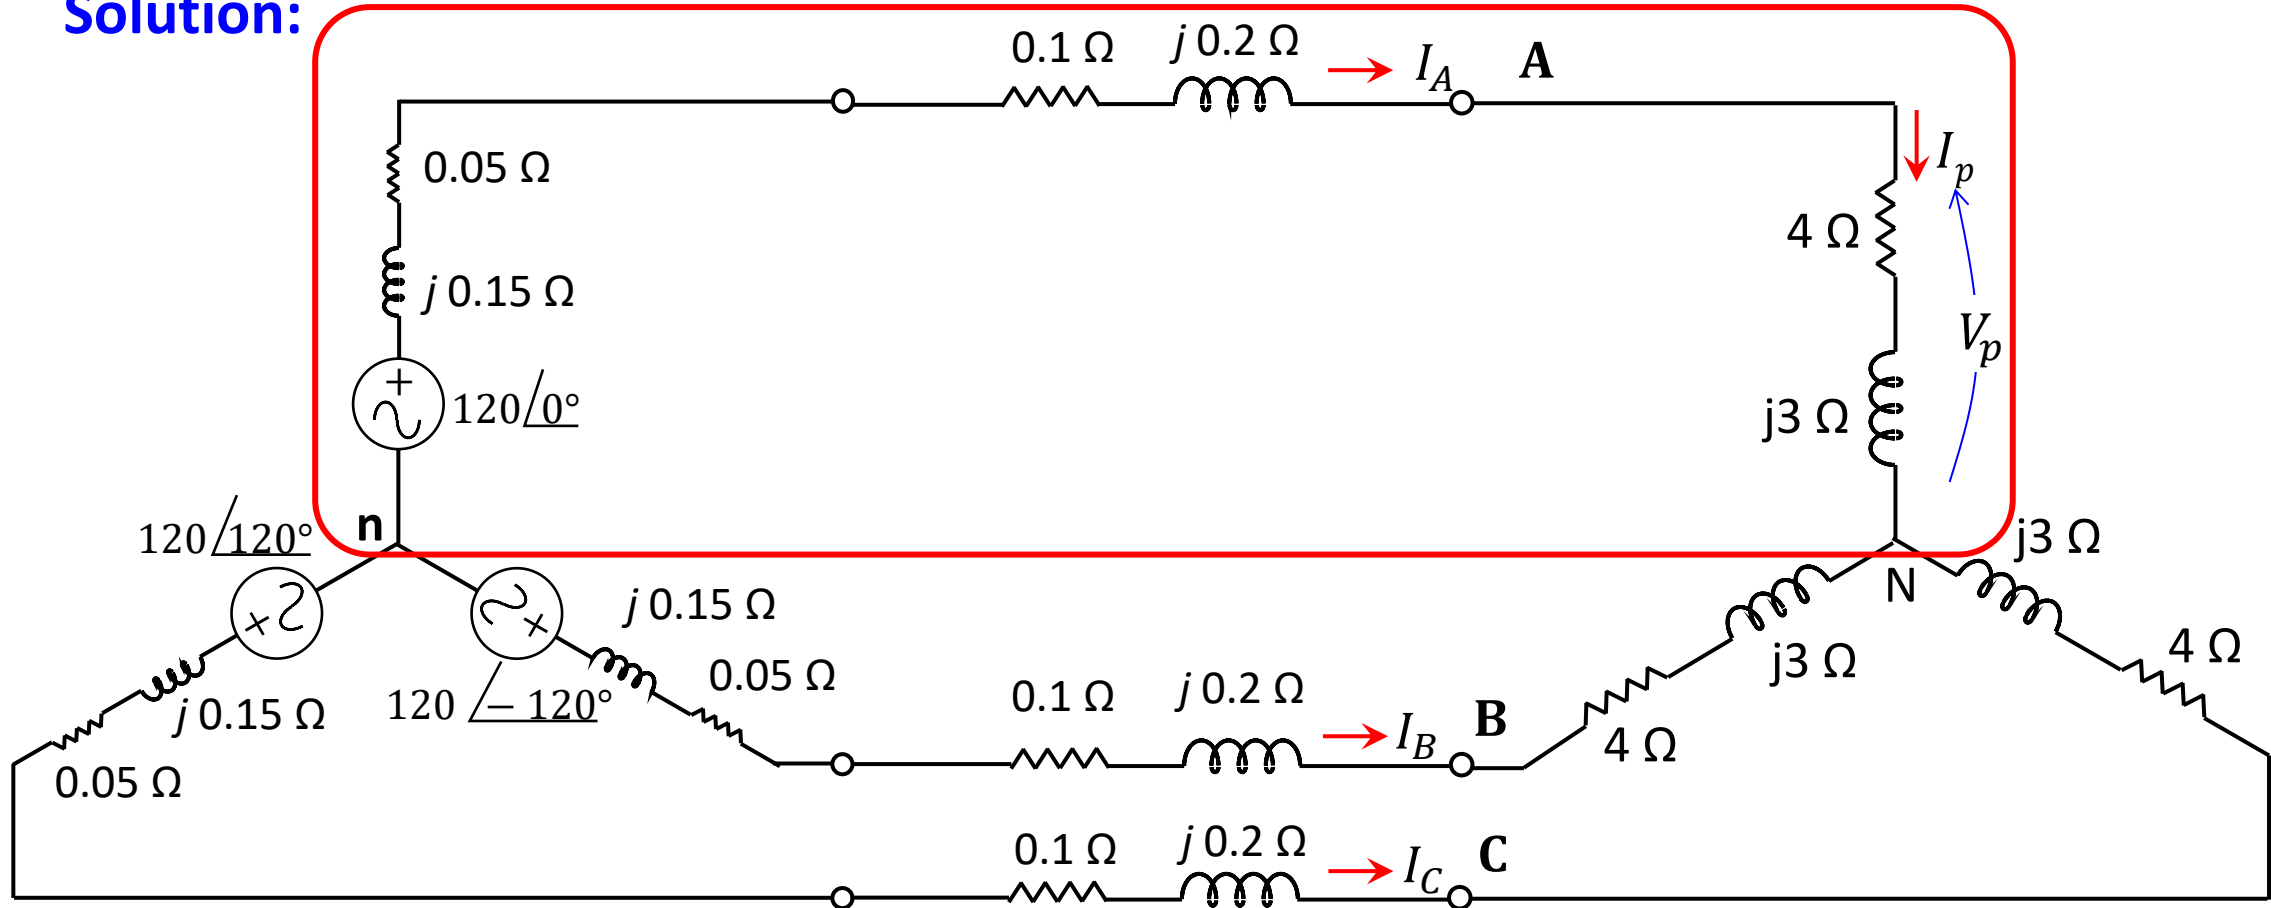 Solution:
0.1 Ω
j 0.2 Ω
I_A
A
0.05 Ω
I_p
4 Ω
j 0.15 Ω
V_p
+
120∠0°
j3 Ω
n
120∠120°
j3 Ω
N
+
+
j 0.15 Ω
j3 Ω
4 Ω
0.05 Ω
j 0.15 Ω
120∠−120°
0.1 Ω
j 0.2 Ω
I_B
B
4 Ω
0.05 Ω
0.1 Ω
j 0.2 Ω
I_C
C